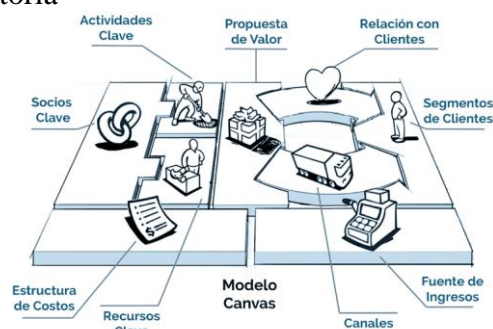 Actividades
Clave
Propuesta
de Valor
Relación con
Clientes
Socios
Clave
Segmentos
de Clientes
Estructura
de Costos
Recursos
Modelo
Canvas
Canales
Fuente de
Ingresos